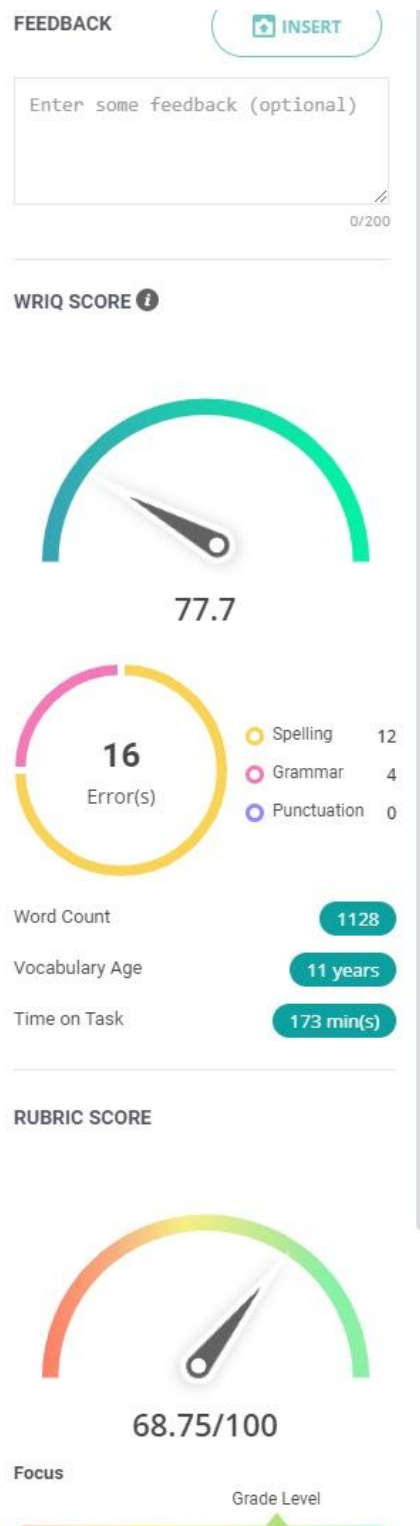 FEEDBACK
INSERT
Enter some feedback (optional)
0/200
WRIQ SCORE i
77.7
16
Error(s)
Spelling 12
Grammar 4
Punctuation 0
Word Count 1128
Vocabulary Age 11 years
Time on Task 173 min(s)
RUBRIC SCORE
68.75/100
Focus
Grade Level